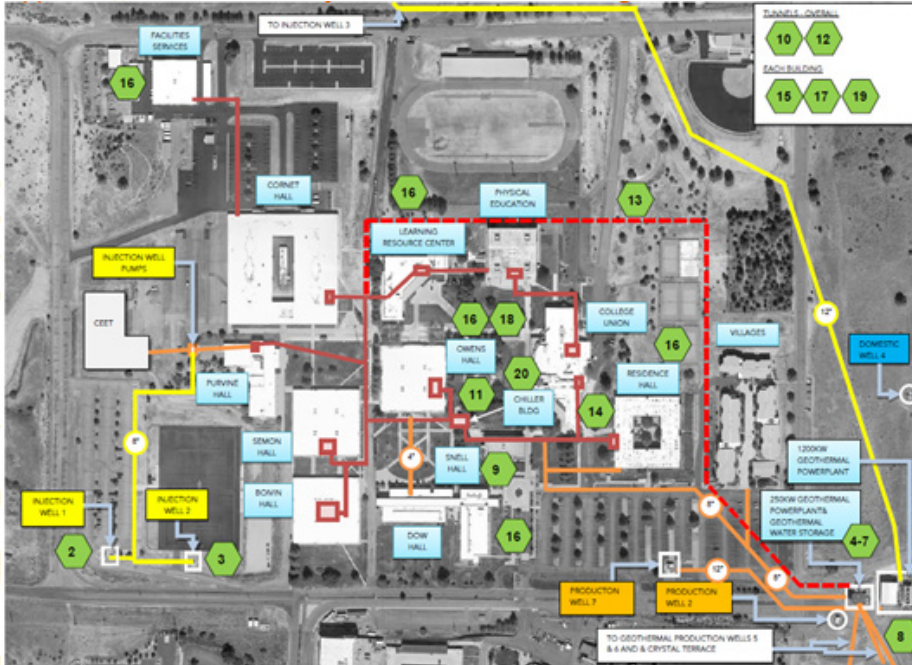 TO INJECTION WELL 3
TUNNELS - OVERALL
10
12
EACH BUILDING
15
17
19
FACILITIES
SERVICES
16
CORNET
HALL
16
PHYSICAL
EDUCATION
13
LEARNING
RESOURCE CENTER
INJECTION WELL
PUMPS
CEET
16
18
COLLEGE
UNION
12"
16
VILLAGES
DOMESTIC
WELL 4
OWENS
HALL
20
RESIDENCE
HALL
PURVINE
HALL
11
CHILLER
BLDG
14
SEMON
HALL
8"
4"
SNELL
HALL
9
1200KW
GEOTHERMAL
POWERPLANT
BOIVIN
HALL
INJECTION
WELL 1
INJECTION
WELL 2
250KW GEOTHERMAL
POWERPLANT&
GEOTHERMAL
WATER STORAGE
4-7
2
3
DOW
HALL
16
12"
PRODUCTION
WELL 7
PRODUCTION
WELL 2
TO GEOTHERMAL PRODUCTION WELLS 5
& 6 AND & CRYSTAL TERRACE
8